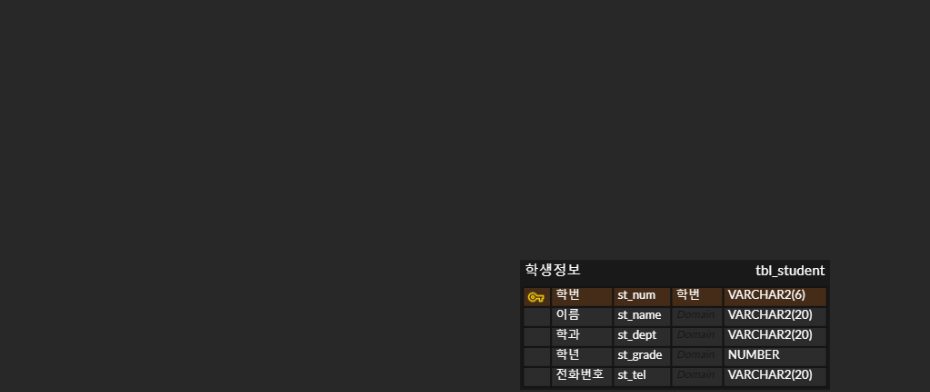 학생정보 tbl_student
학번 st_num 학번 VARCHAR2(6)
이름 st_name Domain VARCHAR2(20)
학과 st_dept Domain VARCHAR2(20)
학년 st_grade Domain NUMBER
전화번호 st_tel Domain VARCHAR2(20)